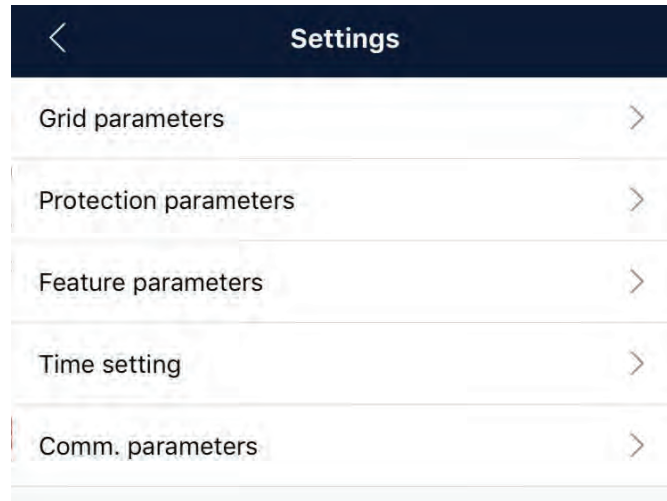 Settings
Grid parameters
Protection parameters
Feature parameters
Time setting
Comm. parameters